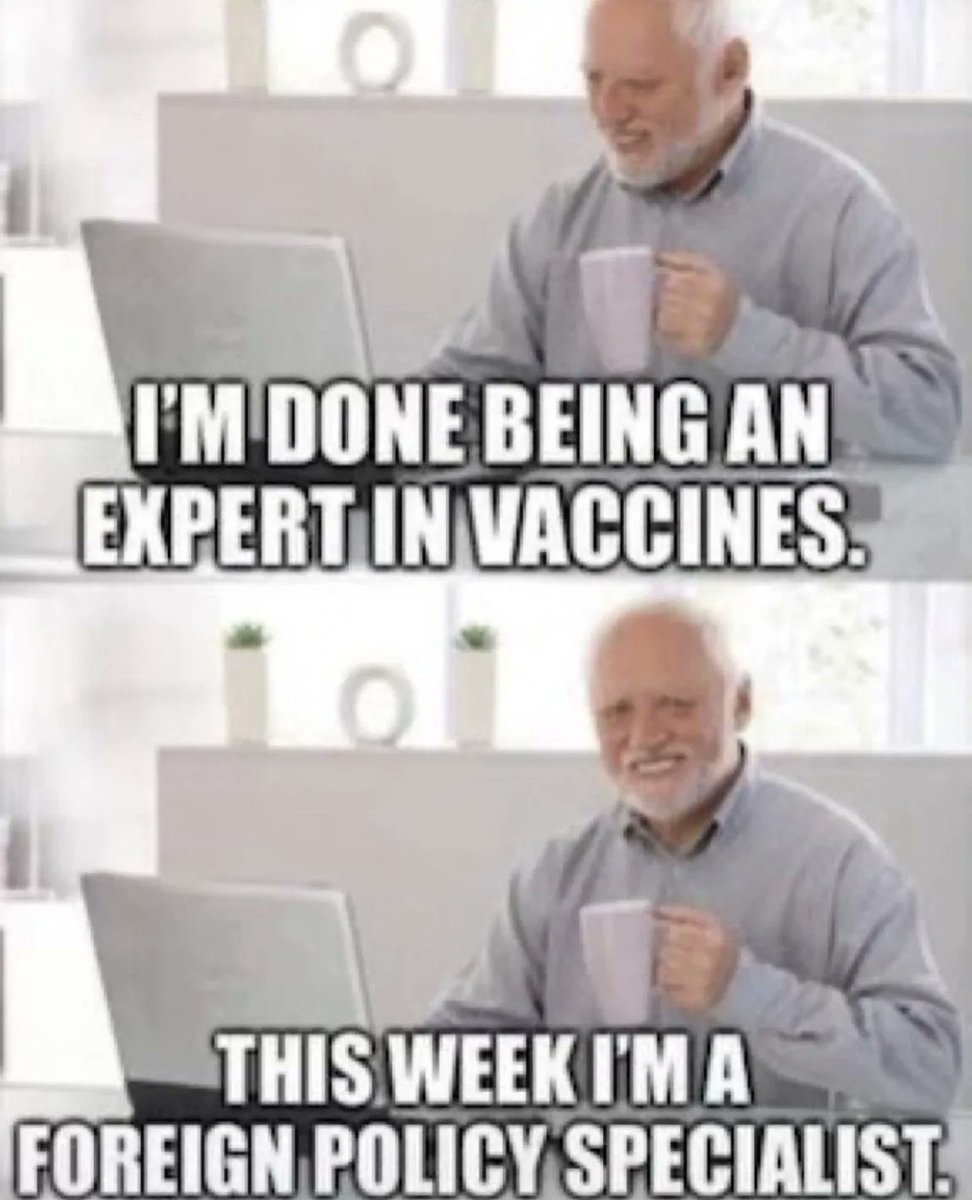 I'M DONE BEING AN
EXPERT IN VACCINES.
THIS WEEK I'M A
FOREIGN POLICY SPECIALIST.